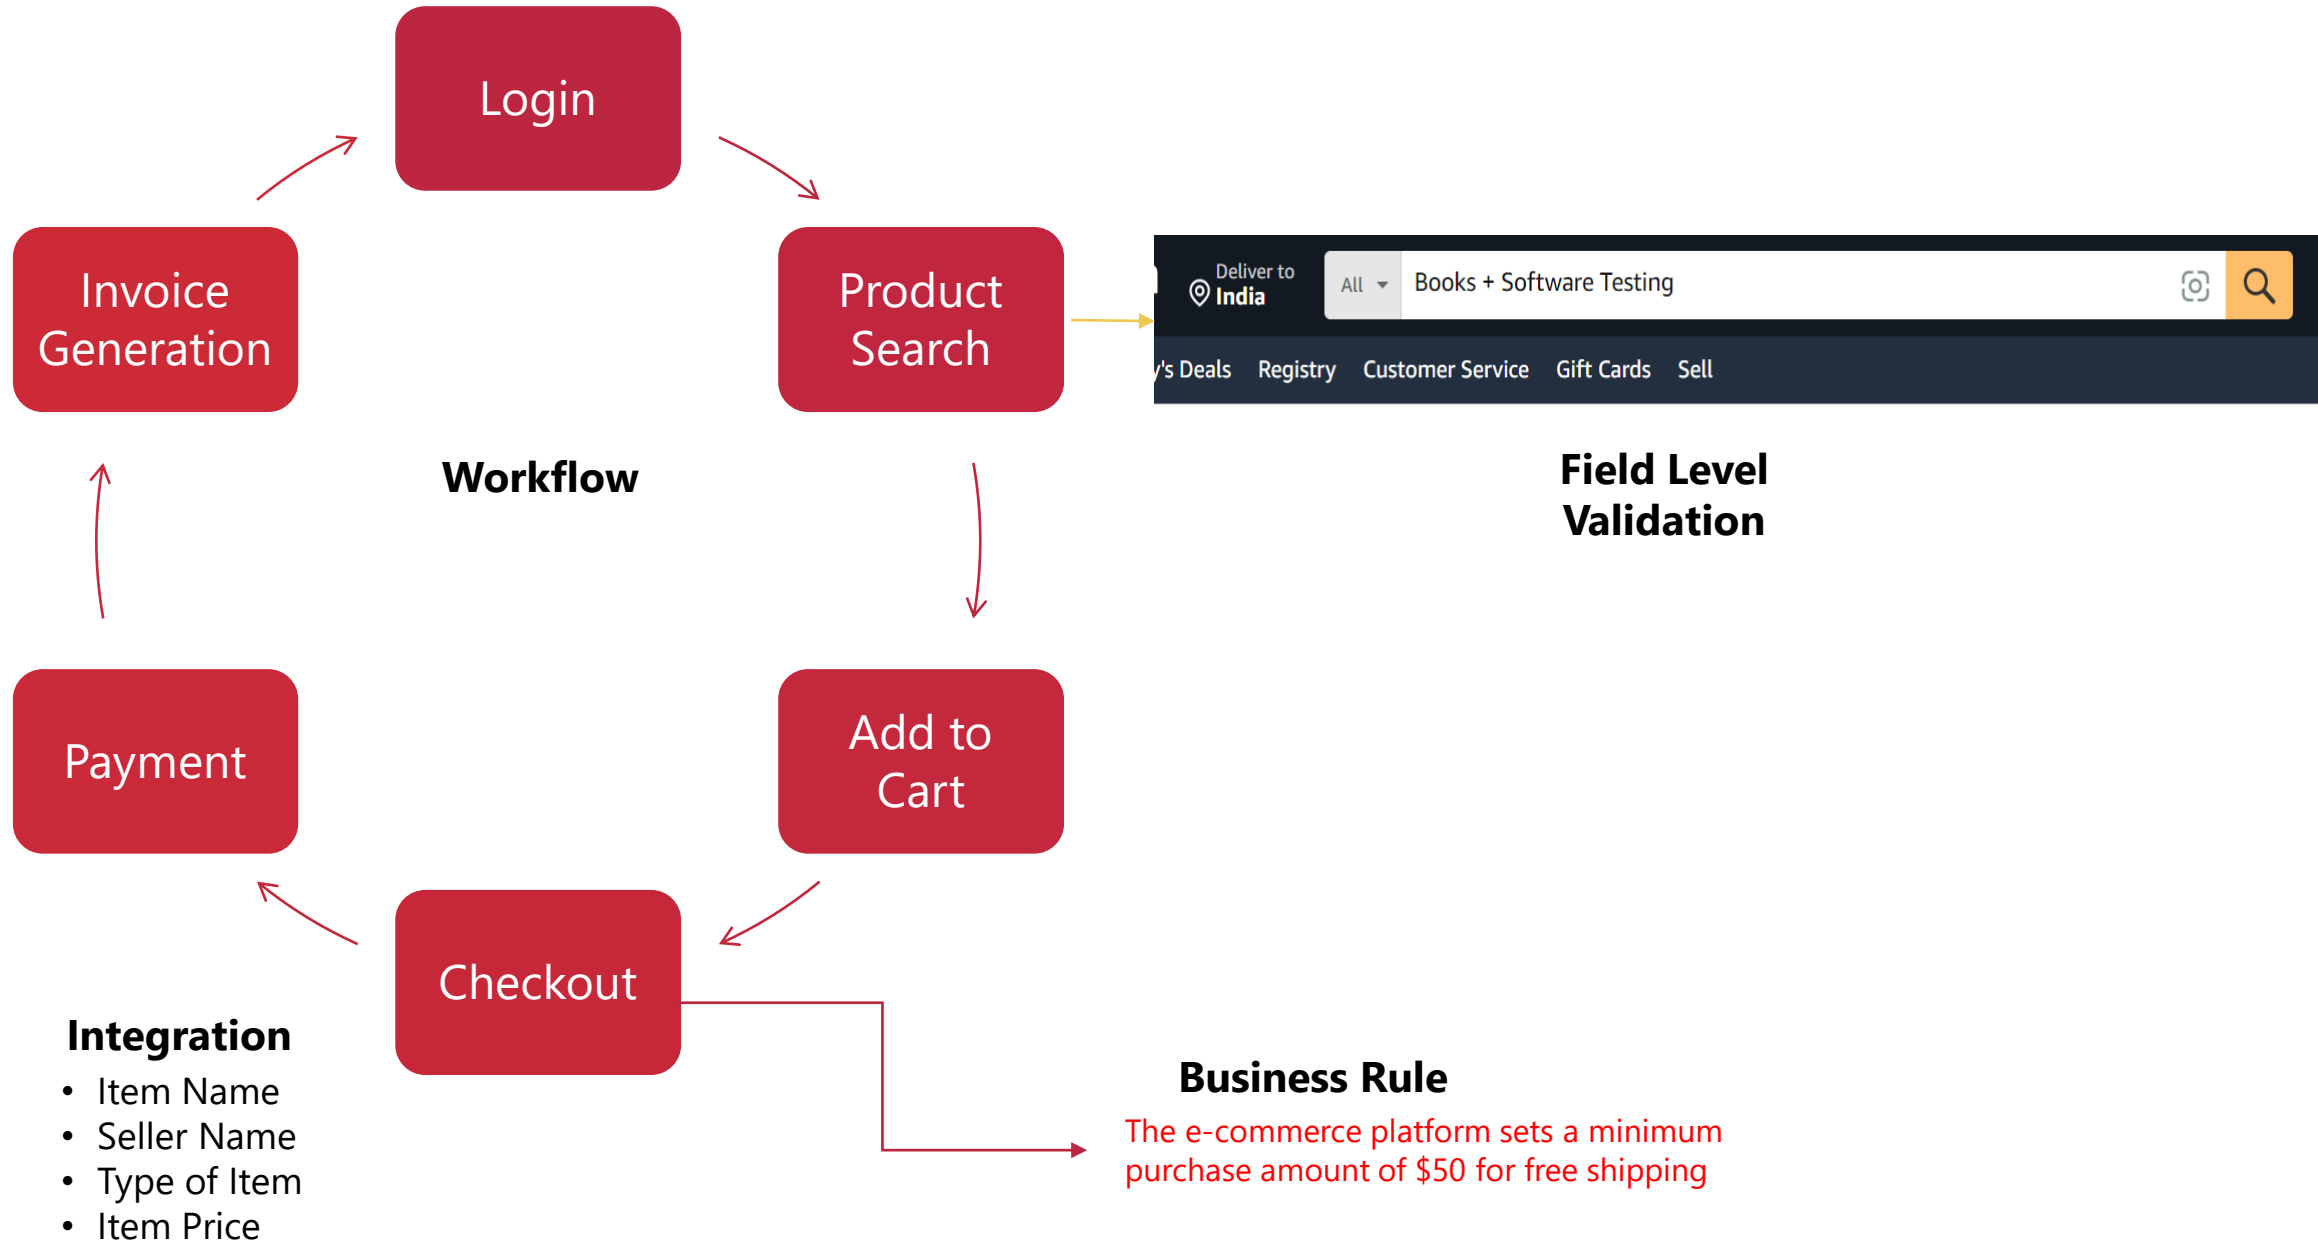 Login
Invoice
Generation
Product
Search
Deliver to
India
All
Books + Software Testing
y's Deals Registry Customer Service Gift Cards Sell
Workflow
Field Level
Validation
Payment
Add to
Cart
Checkout
Integration
• Item Name
• Seller Name
• Type of Item
• Item Price
Business Rule
The e-commerce platform sets a minimum
purchase amount of $50 for free shipping